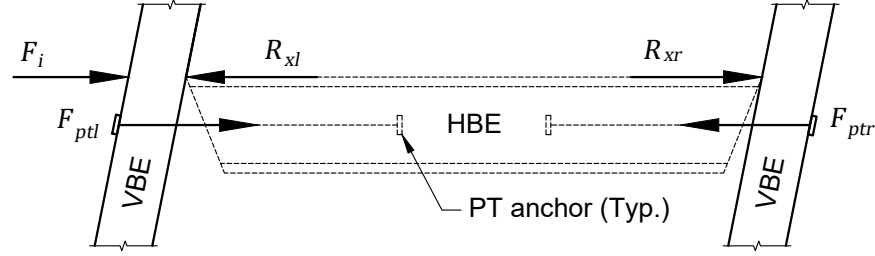 F_i
R_xl
R_xr
F_ptl
HBE
F_ptr
VBE
VBE
PT anchor (Typ.)